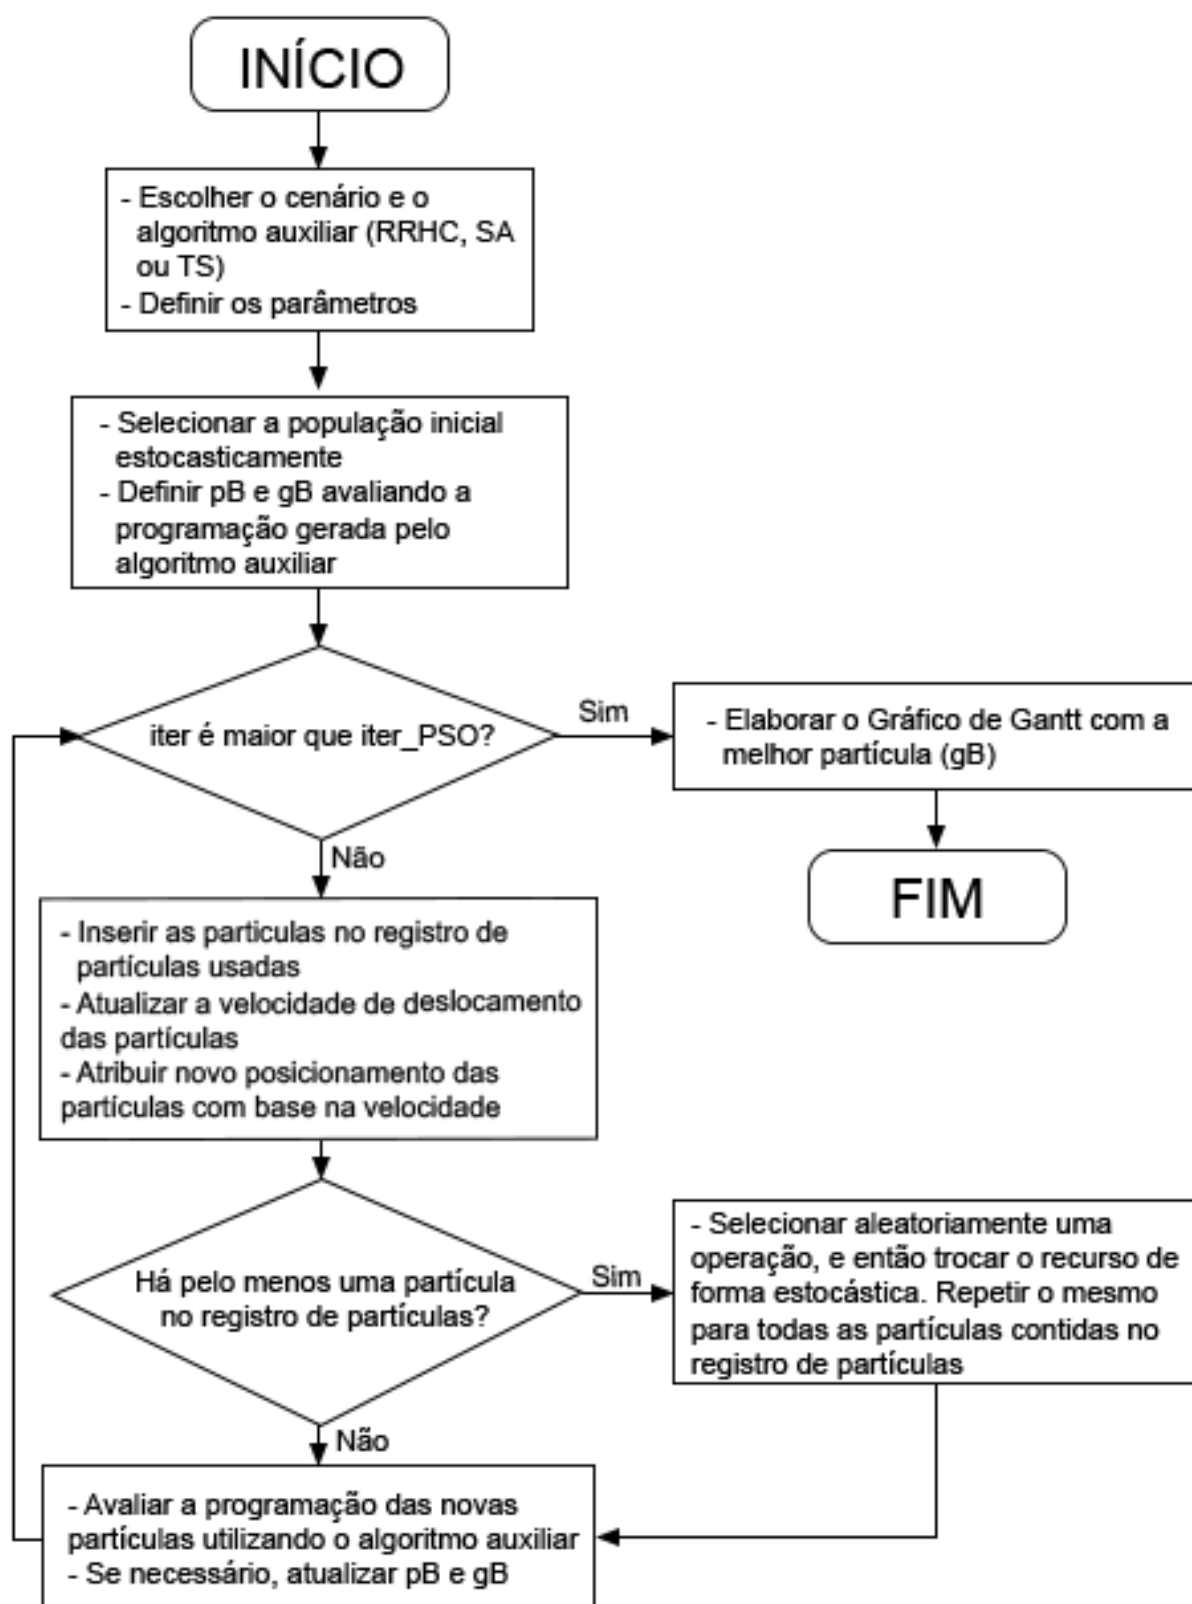 INÍCIO
- Escolher o cenário e o
algoritmo auxiliar (RRHC, SA
ou TS)
- Definir os parâmetros
- Selecionar a população inicial
estocasticamente
- Definir pB e gB avaliando a
programação gerada pelo
algoritmo auxiliar
iter é maior que iter_PSO?
Sim
- Elaborar o Gráfico de Gantt com a
melhor partícula (gB)
FIM
Não
- Inserir as particulas no registro de
partículas usadas
- Atualizar a velocidade de deslocamento
das partículas
- Atribuir novo posicionamento das
partículas com base na velocidade
Há pelo menos uma partícula
no registro de partículas?
Sim
- Selecionar aleatoriamente uma
operação, e então trocar o recurso de
forma estocástica. Repetir o mesmo
para todas as partículas contidas no
registro de partículas
Não
- Avaliar a programação das novas
partículas utilizando o algoritmo auxiliar
- Se necessário, atualizar pB e gB